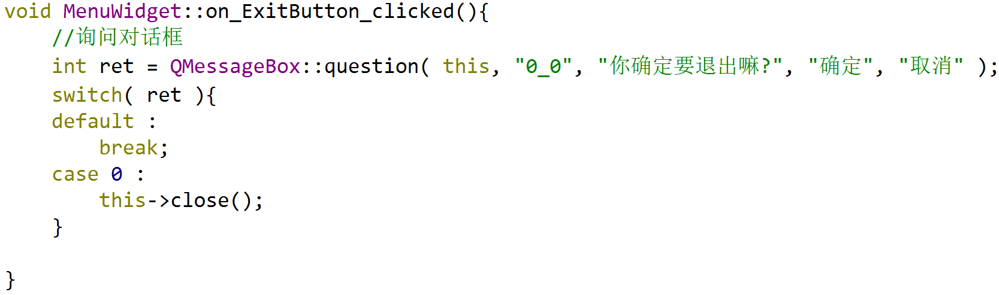 void MenuWidget::on_ExitButton_clicked(){
    //询问对话框
    int ret = QMessageBox::question( this, "0_0", "你确定要退出嘛?", "确定", "取消" );
    switch( ret ){
    default :
        break;
    case 0 :
        this->close();
    }

}